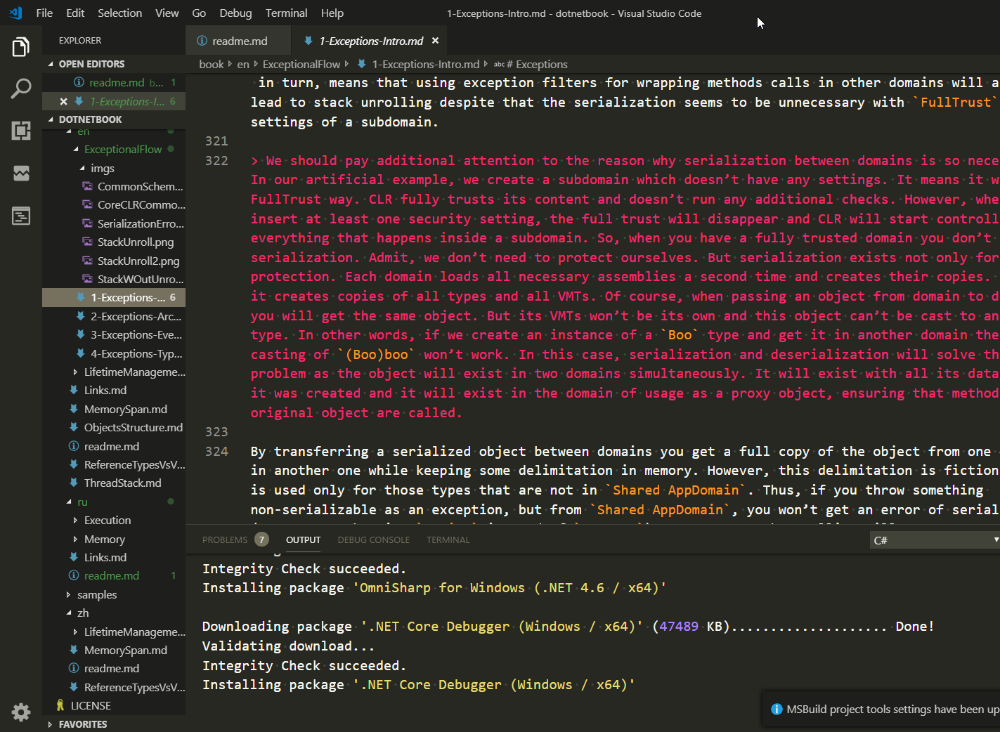 File Edit Selection View Go Debug Terminal Help
1-Exceptions-Intro.md - dotnetbook - Visual Studio Code
EXPLORER
OPEN EDITORS
readme.md b... 1
1-Exceptions-I... 6
DOTNETBOOK
en
ExceptionalFlow
imgs
CommonSchem...
CoreCLRCommo...
SerializationErro...
StackUnroll.png
StackUnroll2.png
StackWOutUnro...
1-Exceptions-... 6
2-Exceptions-Arc...
3-Exceptions-Eve...
4-Exceptions-Typ...
LifetimeManageme...
Links.md
MemorySpan.md
ObjectsStructure.md
readme.md
ReferenceTypesVsV...
ThreadStack.md
ru
Execution
Memory
Links.md
readme.md 1
samples
zh
LifetimeManageme...
MemorySpan.md
readme.md
ReferenceTypesVsV...
LICENSE
FAVORITES
readme.md
1-Exceptions-Intro.md
book en ExceptionalFlow 1-Exceptions-Intro.md abc # Exceptions
in turn, means that using exception filters for wrapping methods calls in other domains will a
lead to stack unrolling despite that the serialization seems to be unnecessary with `FullTrust`
settings of a subdomain.
321
322 > We should pay additional attention to the reason why serialization between domains is so nece
In our artificial example, we create a subdomain which doesn’t have any settings. It means it w
FullTrust way. CLR fully trusts its content and doesn’t run any additional checks. However, whe
insert at least one security setting, the full trust will disappear and CLR will start controll
everything that happens inside a subdomain. So, when you have a fully trusted domain you don’t
serialization. Admit, we don’t need to protect ourselves. But serialization exists not only for
protection. Each domain loads all necessary assemblies a second time and creates their copies.
it creates copies of all types and all VMTs. Of course, when passing an object from domain to d
you will get the same object. But its VMTs won’t be its own and this object can’t be cast to an
type. In other words, if we create an instance of a `Boo` type and get it in another domain the
casting of `(Boo)boo` won’t work. In this case, serialization and deserialization will solve th
problem as the object will exist in two domains simultaneously. It will exist with all its data
it was created and it will exist in the domain of usage as a proxy object, ensuring that method
original object are called.
323
324 By transferring a serialized object between domains you get a full copy of the object from one
in another one while keeping some delimitation in memory. However, this delimitation is fiction
is used only for those types that are not in `Shared AppDomain`. Thus, if you throw something
non-serializable as an exception, but from `Shared AppDomain`, you won’t get an error of serial
PROBLEMS 7 OUTPUT DEBUG CONSOLE TERMINAL C#
Integrity Check succeeded.
Installing package 'OmniSharp for Windows (.NET 4.6 / x64)'
Downloading package '.NET Core Debugger (Windows / x64)' (47489 KB).................... Done!
Validating download...
Integrity Check succeeded.
Installing package '.NET Core Debugger (Windows / x64)'
MSBuild project tools settings have been up